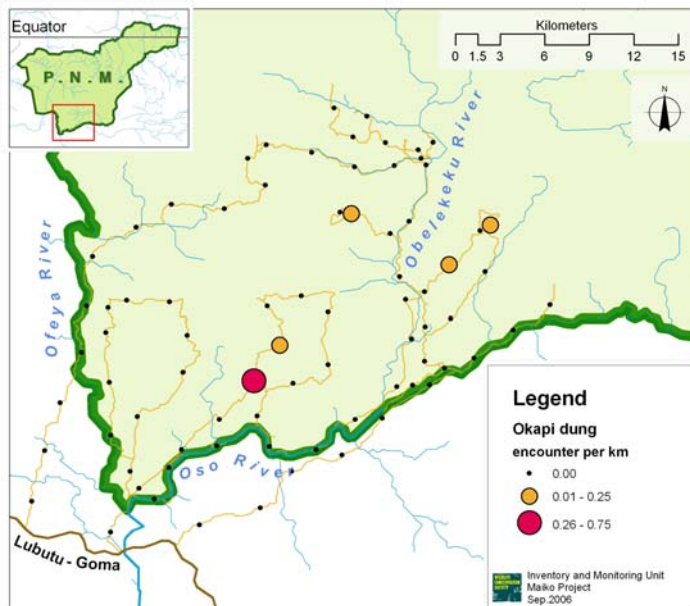 Equator
P. N. M.
Kilometers
0 1.5 3 6 9 12 15
N
Obelekeku River
Ofeya River
Oso River
Lubutu - Goma
Legend
Okapi dung
encounter per km
0.00
0.01 - 0.25
0.26 - 0.75
Inventory and Monitoring Unit
Maiko Project
Sep.2006